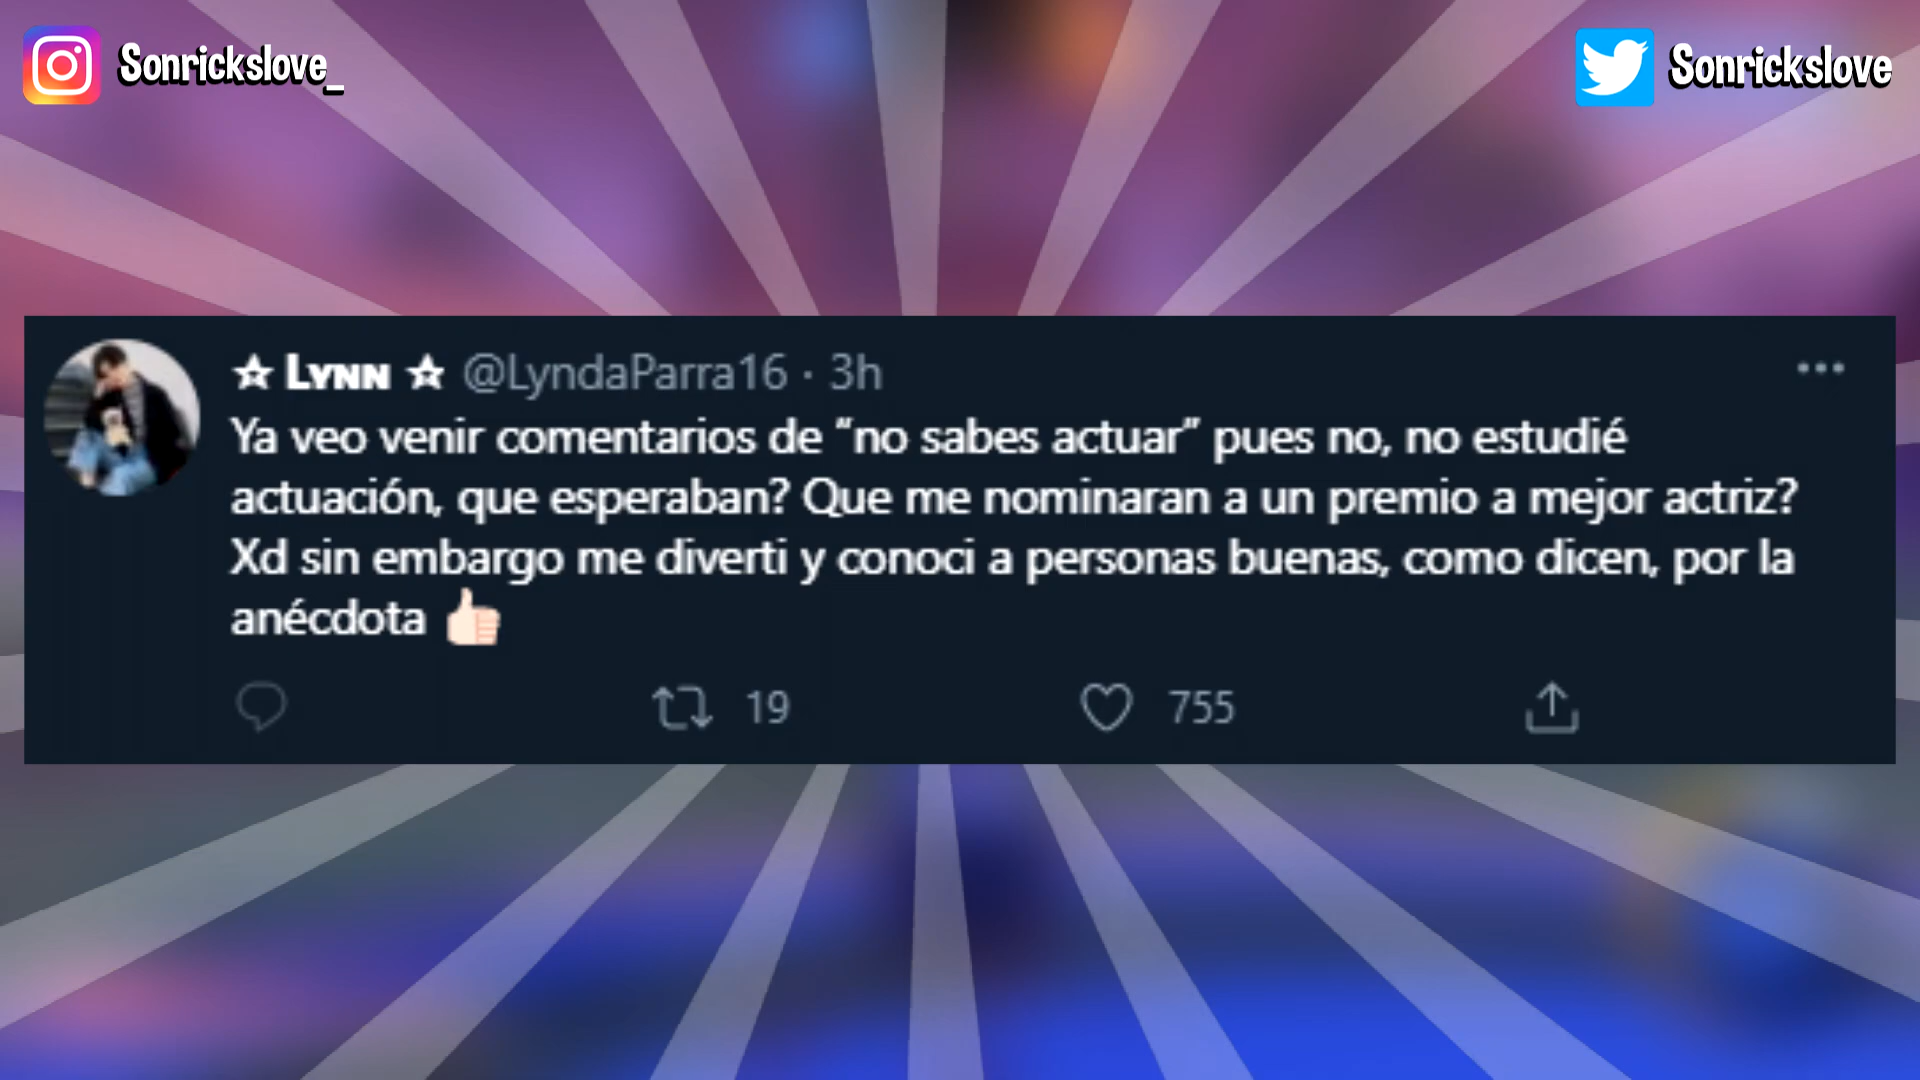 Sonrickslove_
Sonrickslove
☆ Lynn ☆ @LyndaParra16 · 3h
Ya veo venir comentarios de “no sabes actuar” pues no, no estudié
actuación, que esperaban? Que me nominaran a un premio a mejor actriz?
Xd sin embargo me diverti y conoci a personas buenas, como dicen, por la
anécdota 👍🏻
19
755